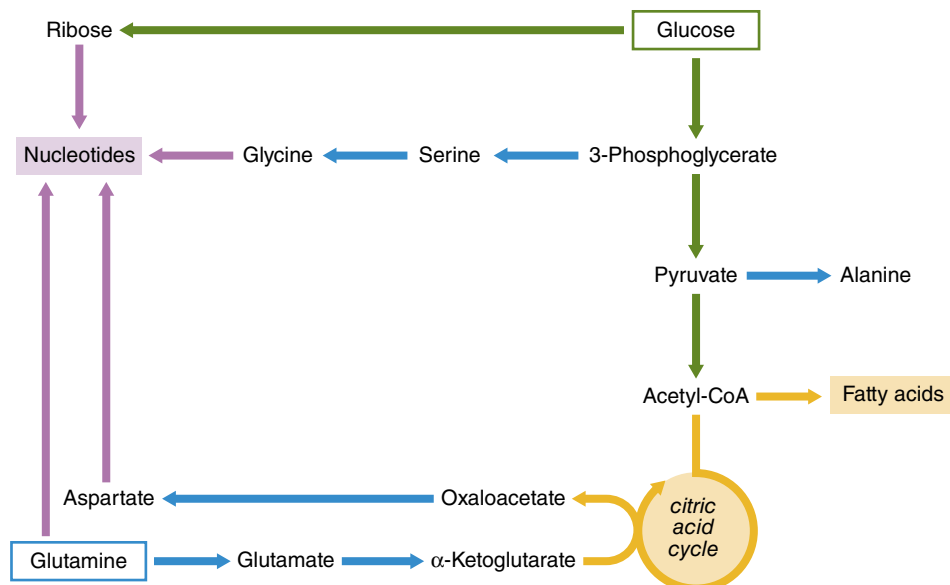 Ribose
Glucose
Nucleotides
Glycine
Serine
3-Phosphoglycerate
Pyruvate
Alanine
Acetyl-CoA
Fatty acids
Aspartate
Oxaloacetate
citric
acid
cycle
Glutamine
Glutamate
α-Ketoglutarate